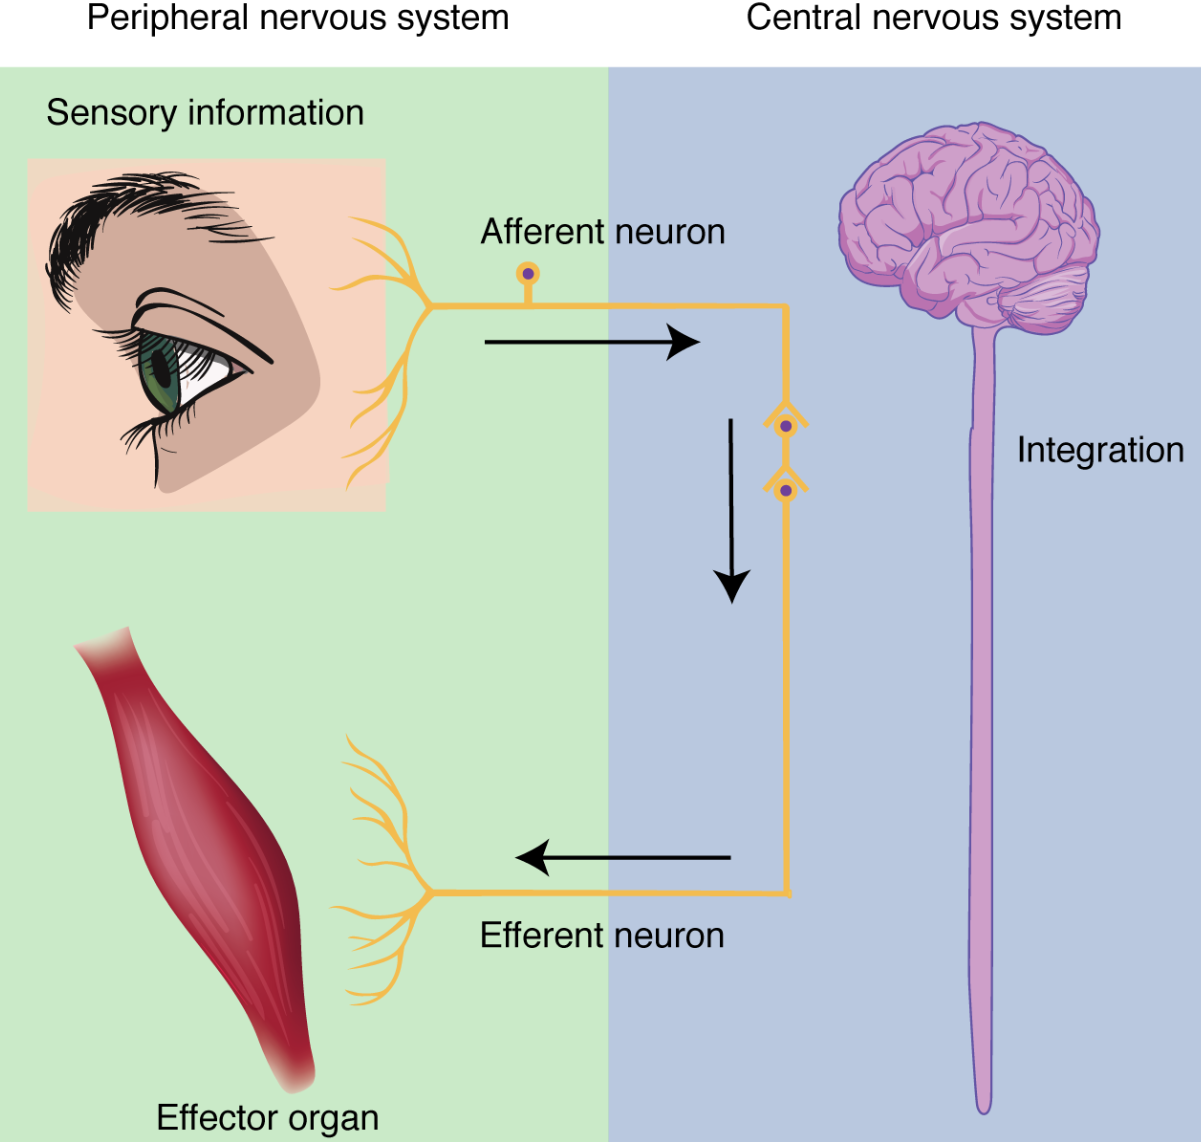 Peripheral nervous system
Central nervous system
Sensory information
Afferent neuron
Integration
Efferent neuron
Effector organ